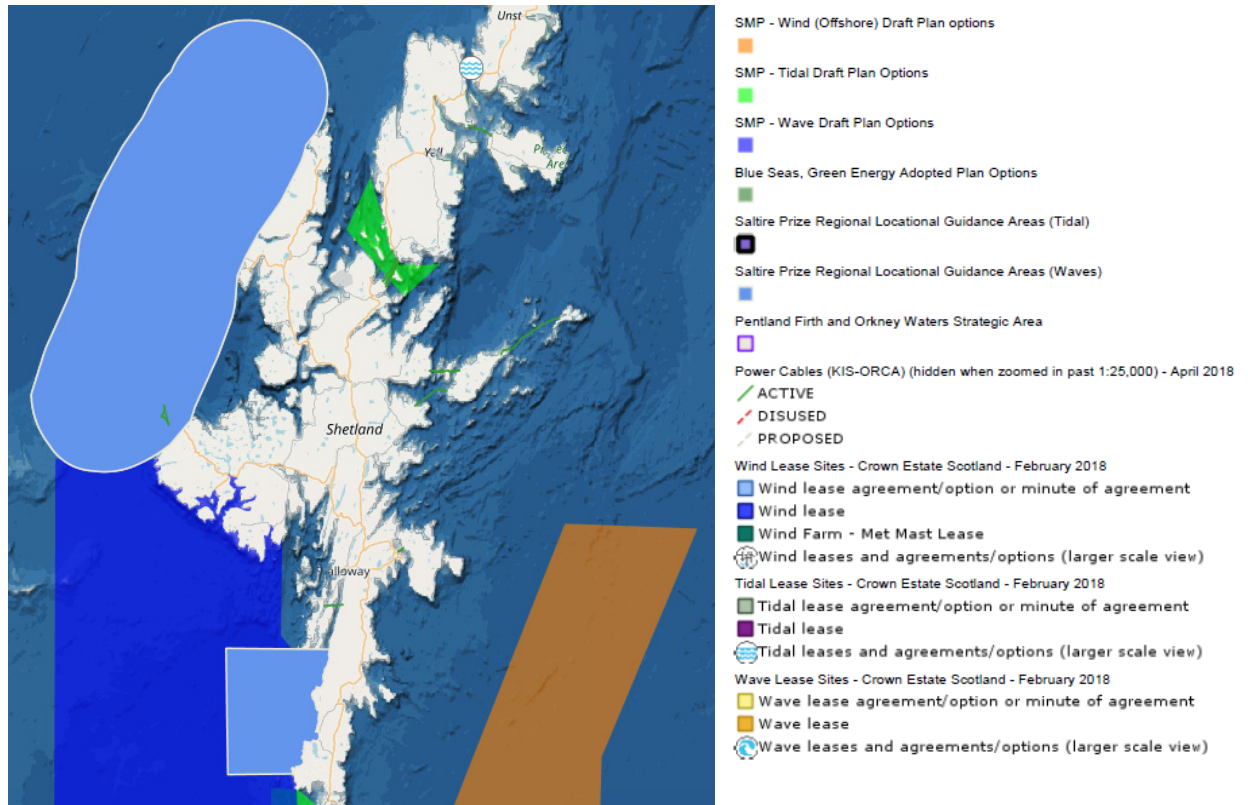 Unst
Yell
Shetland
alloway
SMP - Wind (Offshore) Draft Plan options
SMP - Tidal Draft Plan Options
SMP - Wave Draft Plan Options
Blue Seas, Green Energy Adopted Plan Options
Saltire Prize Regional Locational Guidance Areas (Tidal)
Saltire Prize Regional Locational Guidance Areas (Waves)
Pentland Firth and Orkney Waters Strategic Area
Power Cables (KIS-ORCA) (hidden when zoomed in past 1:25,000) - April 2018
ACTIVE
DISUSED
PROPOSED
Wind Lease Sites - Crown Estate Scotland - February 2018
Wind lease agreement/option or minute of agreement
Wind lease
Wind Farm - Met Mast Lease
Wind leases and agreements/options (larger scale view)
Tidal Lease Sites - Crown Estate Scotland - February 2018
Tidal lease agreement/option or minute of agreement
Tidal lease
Tidal leases and agreements/options (larger scale view)
Wave Lease Sites - Crown Estate Scotland - February 2018
Wave lease agreement/option or minute of agreement
Wave lease
Wave leases and agreements/options (larger scale view)